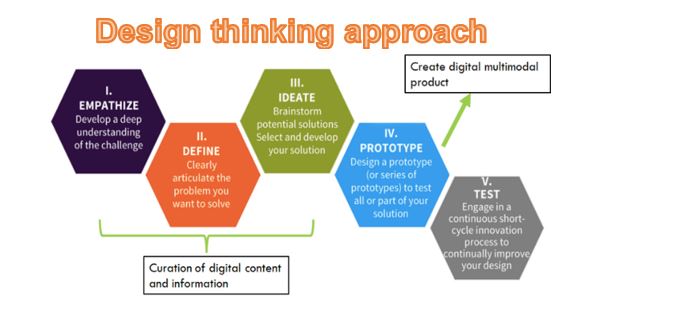 Design thinking approach
I.
EMPATHIZE
Develop a deep
understanding
of the challenge
II.
DEFINE
Clearly
articulate the
problem you
want to solve
III.
IDEATE
Brainstorm
potential solutions
Select and develop
your solution
IV.
PROTOTYPE
Design a prototype
(or series of
prototypes) to test
all or part of your
solution
V.
TEST
Engage in a
continuous short-
cycle innovation
process to
continually improve
your design
Create digital multimodal
product
Curation of digital content
and information